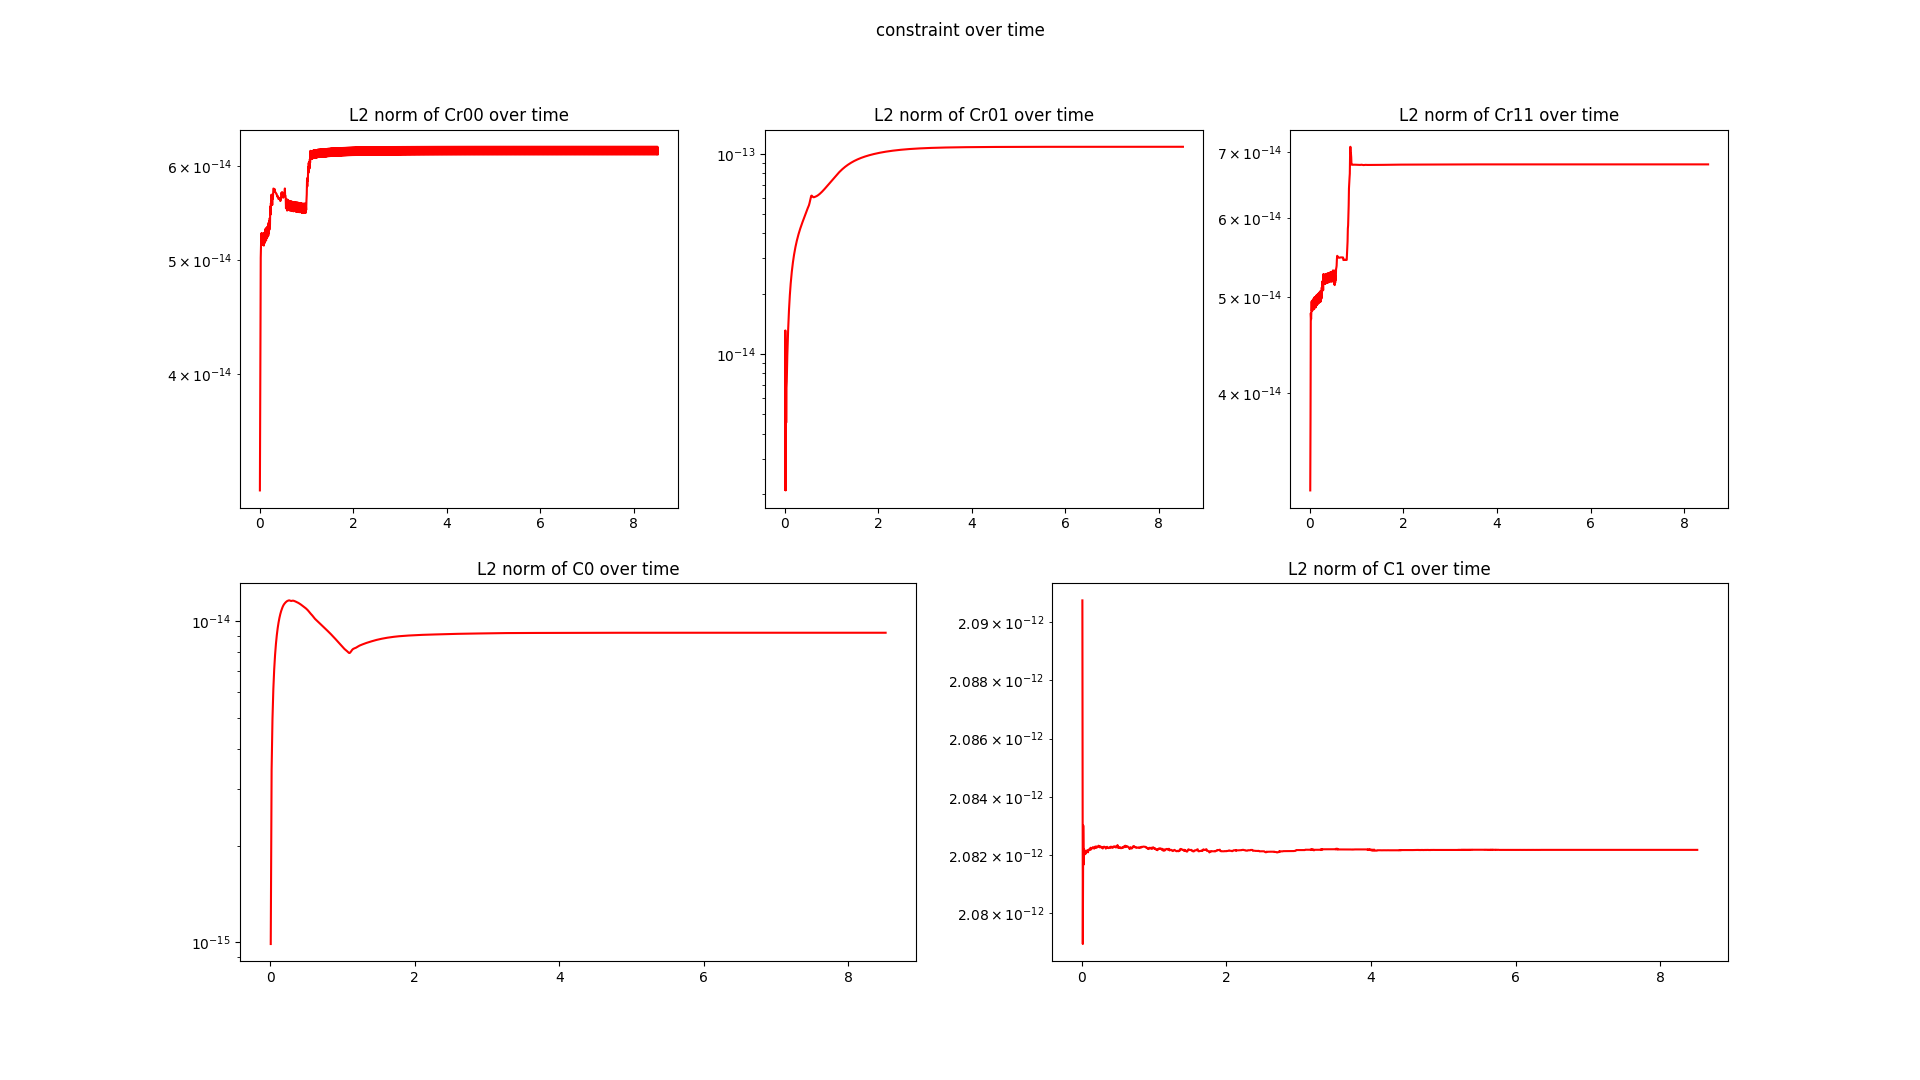 constraint over time
L2 norm of Cr00 over time
L2 norm of Cr01 over time
L2 norm of Cr11 over time
6 × 10⁻¹⁴
5 × 10⁻¹⁴
4 × 10⁻¹⁴
0 2 4 6 8
10⁻¹³
10⁻¹⁴
0 2 4 6 8
7 × 10⁻¹⁴
6 × 10⁻¹⁴
5 × 10⁻¹⁴
4 × 10⁻¹⁴
0 2 4 6 8
L2 norm of C0 over time
L2 norm of C1 over time
10⁻¹⁴
10⁻¹⁵
0 2 4 6 8
2.09 × 10⁻¹²
2.088 × 10⁻¹²
2.086 × 10⁻¹²
2.084 × 10⁻¹²
2.082 × 10⁻¹²
2.08 × 10⁻¹²
0 2 4 6 8